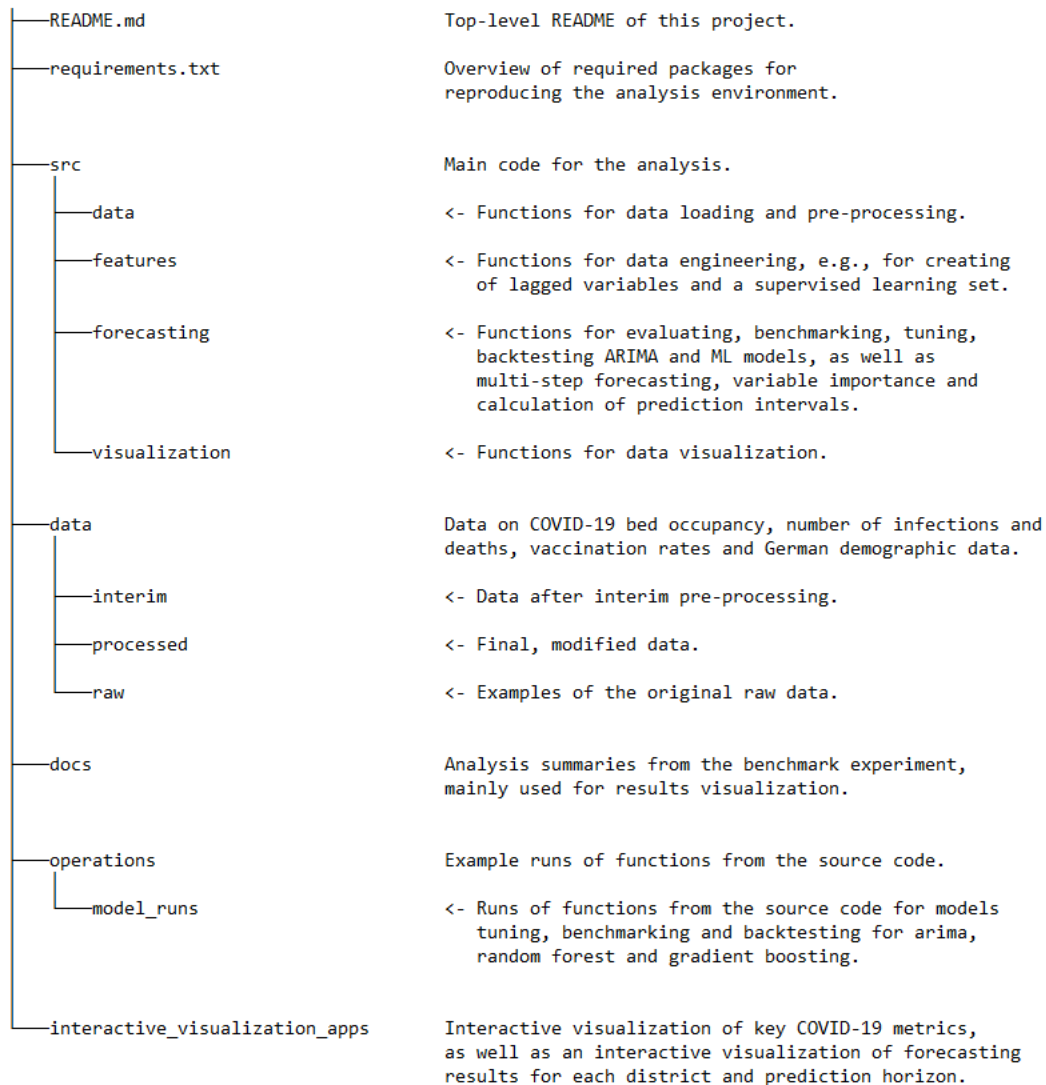 README.md Top-level README of this project.
requirements.txt Overview of required packages for
reproducing the analysis environment.
src Main code for the analysis.
data <- Functions for data loading and pre-processing.
features <- Functions for data engineering, e.g., for creating
of lagged variables and a supervised learning set.
forecasting <- Functions for evaluating, benchmarking, tuning,
backtesting ARIMA and ML models, as well as
multi-step forecasting, variable importance and
calculation of prediction intervals.
visualization <- Functions for data visualization.
data Data on COVID-19 bed occupancy, number of infections and
deaths, vaccination rates and German demographic data.
interim <- Data after interim pre-processing.
processed <- Final, modified data.
raw <- Examples of the original raw data.
docs Analysis summaries from the benchmark experiment,
mainly used for results visualization.
operations Example runs of functions from the source code.
model_runs <- Runs of functions from the source code for models
tuning, benchmarking and backtesting for arima,
random forest and gradient boosting.
interactive_visualization_apps Interactive visualization of key COVID-19 metrics,
as well as an interactive visualization of forecasting
results for each district and prediction horizon.